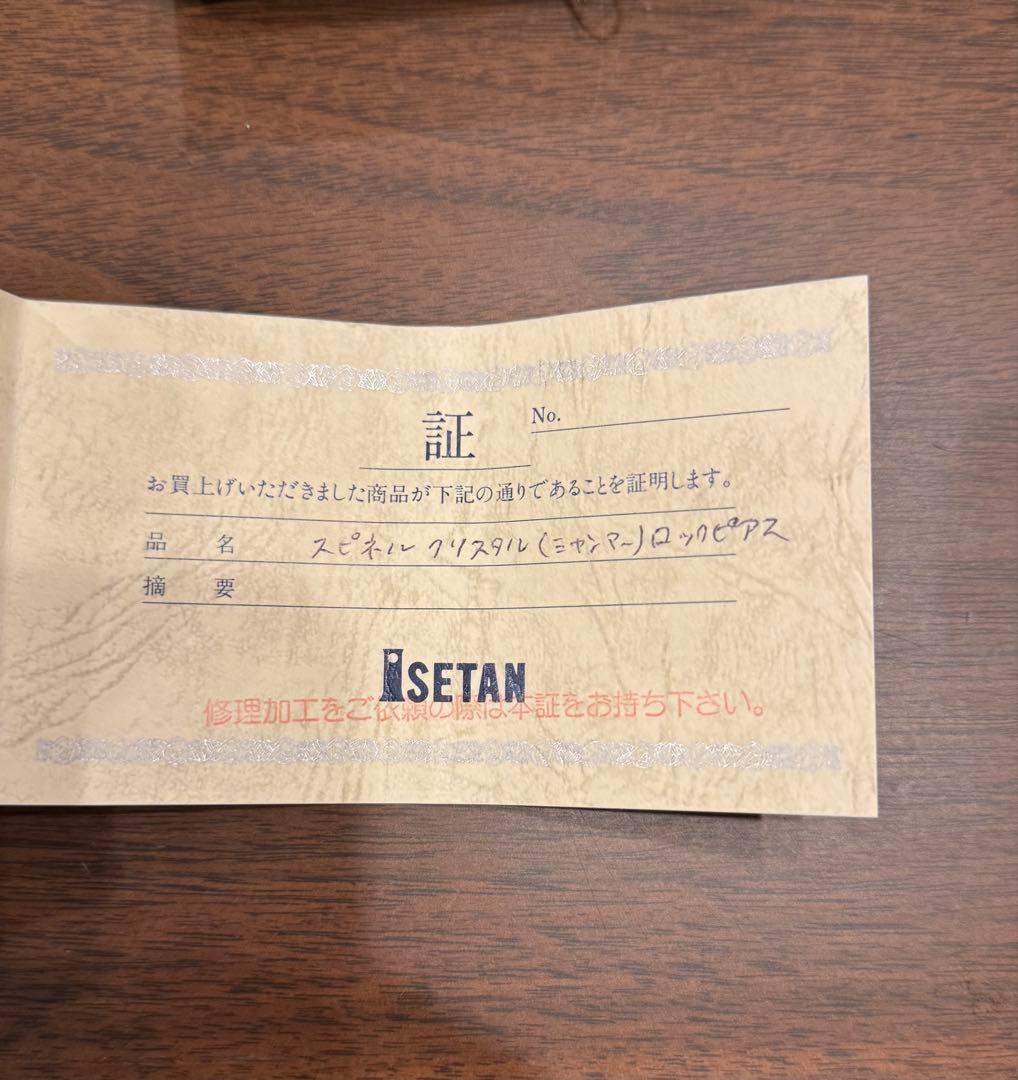 証
No.
お買上げいただきました商品が下記の通りであることを証明します。
品 名 スピネル クリスタル(ミャンマー)ロックピアス
摘 要
ISETAN
修理加工をご依頼の際は本証をお持ち下さい。